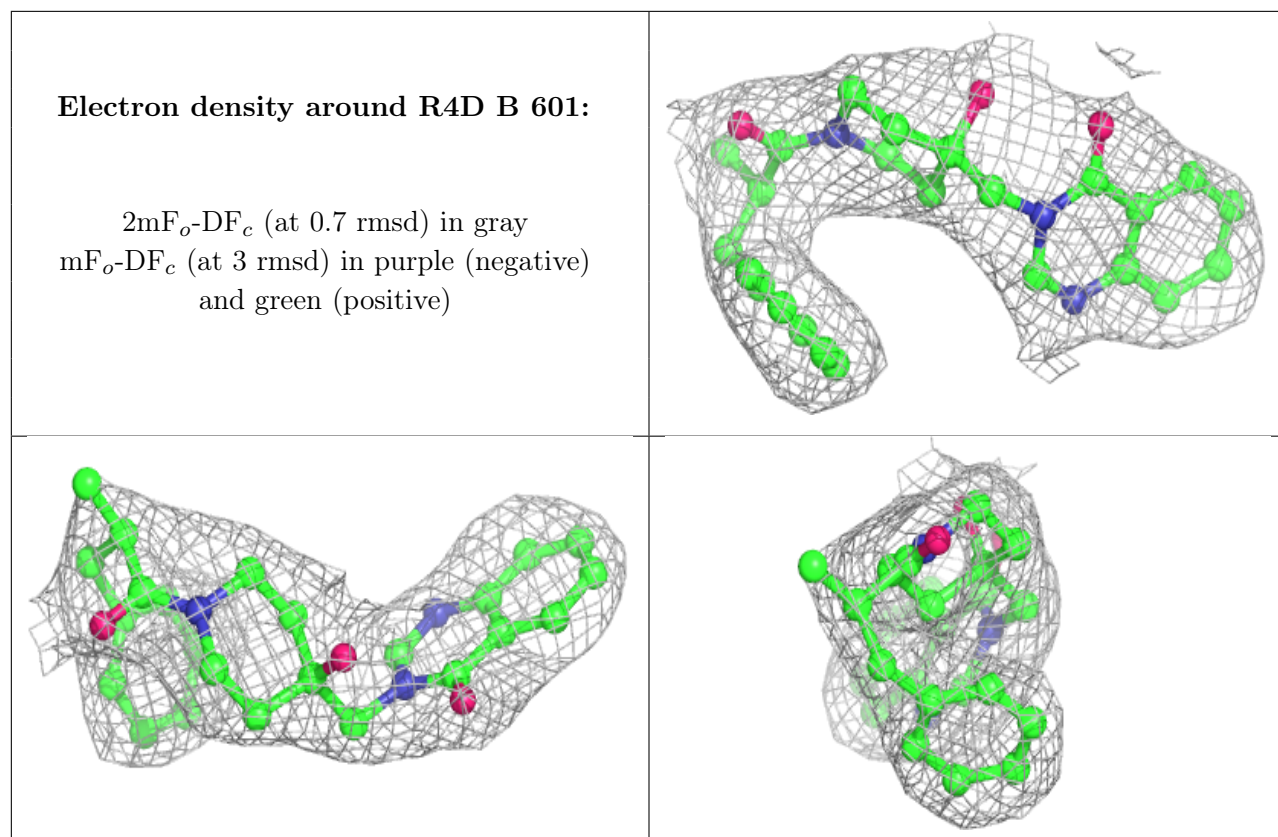 Electron density around R4D B 601:
2mFo-DFc (at 0.7 rmsd) in gray
mFo-DFc (at 3 rmsd) in purple (negative)
and green (positive)